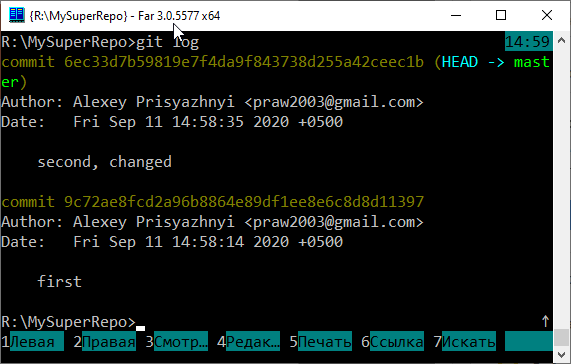 {R:\MySuperRepo} - Far 3.0.5577 x64
R:\MySuperRepo>git log 14:59
commit 6ec33d7b59819e7f4da9f843738d255a42ceec1b (HEAD -> mast
er)
Author: Alexey Prisyazhnyi <praw2003@gmail.com>
Date:   Fri Sep 11 14:58:35 2020 +0500
second, changed
commit 9c72ae8fcd2a96b8864e89df1ee8e6c8d8d11397
Author: Alexey Prisyazhnyi <praw2003@gmail.com>
Date:   Fri Sep 11 14:58:14 2020 +0500
first
R:\MySuperRepo> ↑
1Левая 2Правая 3Смотр… 4Редак… 5Печать 6Ссылка 7Искать